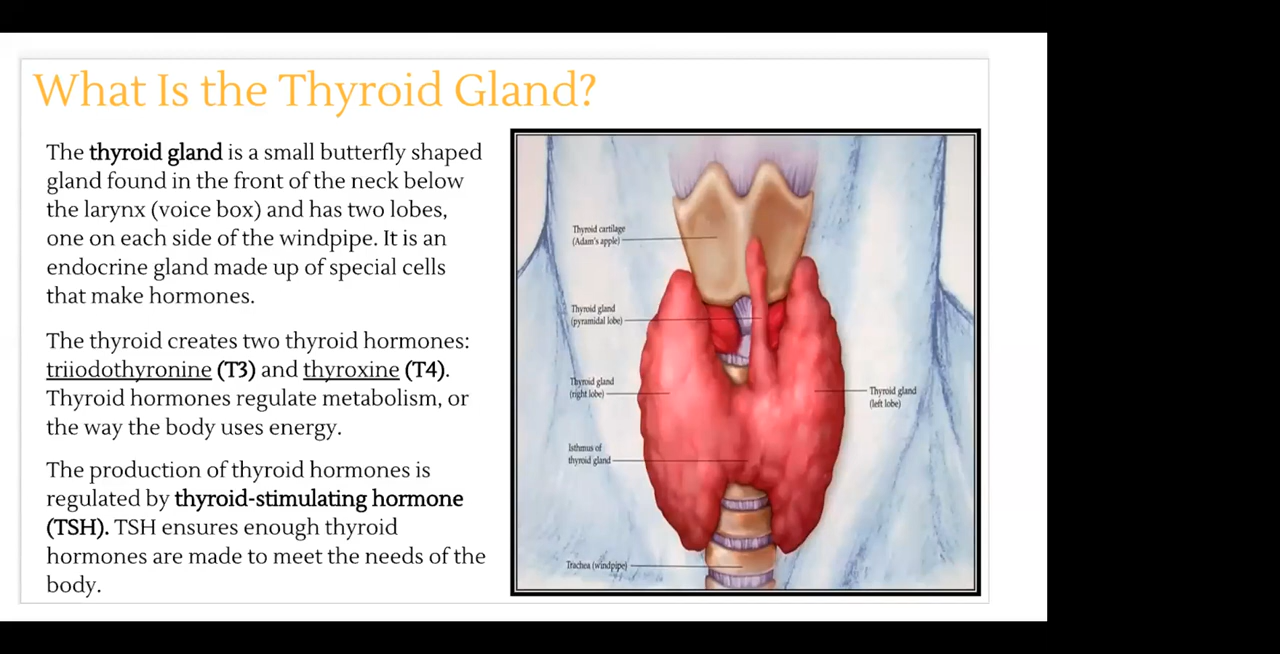 What Is the Thyroid Gland?
The thyroid gland is a small butterfly shaped
gland found in the front of the neck below
the larynx (voice box) and has two lobes,
one on each side of the windpipe. It is an
endocrine gland made up of special cells
that make hormones.
The thyroid creates two thyroid hormones:
triiodothyronine (T3) and thyroxine (T4).
Thyroid hormones regulate metabolism, or
the way the body uses energy.
The production of thyroid hormones is
regulated by thyroid-stimulating hormone
(TSH). TSH ensures enough thyroid
hormones are made to meet the needs of the
body.
Thyroid cartilage
(Adam's apple)
Thyroid gland
(pyramidal lobe)
Thyroid gland
(right lobe)
Thyroid gland
(left lobe)
Isthmus of
thyroid gland
Trachea (windpipe)